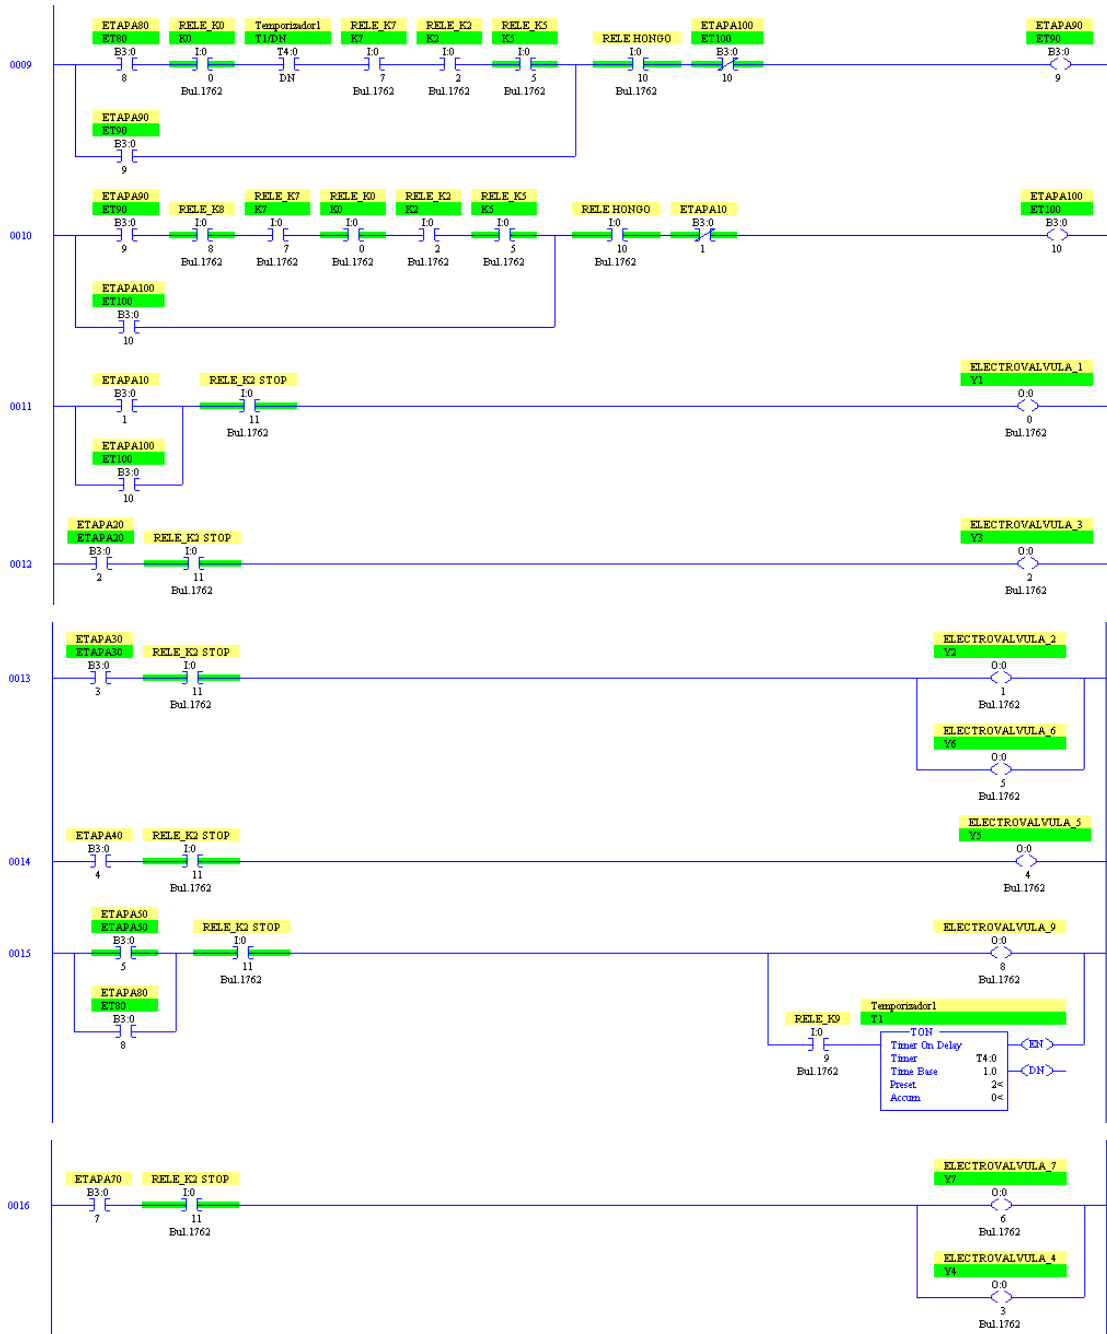 ETAPA80 RELE_K0 Temporizador1 RELE_K7 RELE_K2 RELE_K5 ETAPA100 ETAPA90
ET80 K0 T1/DN K7 K2 K5 RELE HONGO ET100 ET90
B3:0 I:0 T4:0 I:0 I:0 I:0 I:0 B3:0 B3:0
0009
8 0 DN 7 2 5 10 10 9
Bul.1762 Bul.1762 Bul.1762 Bul.1762 Bul.1762
ETAPA90
ET90
B3:0
9
ETAPA90 RELE_K7 RELE_K0 RELE_K2 RELE_K5 ETAPA100
ET90 RELE_K8 K7 K0 K2 K5 RELE HONGO ETAPA10 ET100
B3:0 I:0 I:0 I:0 I:0 I:0 I:0 B3:0 B3:0
0010
9 8 7 0 2 5 10 1 10
Bul.1762 Bul.1762 Bul.1762 Bul.1762 Bul.1762 Bul.1762
ETAPA100
ET100
B3:0
10
ELECTROVALVULA_1
ETAPA10 RELE_K2 STOP Y1
B3:0 I:0 O:0
0011
1 11 0
Bul.1762 Bul.1762
ETAPA100
ET100
B3:0
10
ETAPA20 ELECTROVALVULA_3
ETAPA20 RELE_K2 STOP Y3
B3:0 I:0 O:0
0012
2 11 2
Bul.1762 Bul.1762
ETAPA30 ELECTROVALVULA_2
ETAPA30 RELE_K2 STOP Y2
B3:0 I:0 O:0
0013
3 11 1
Bul.1762 Bul.1762
ELECTROVALVULA_6
Y6
O:0
5
Bul.1762
ELECTROVALVULA_5
ETAPA40 RELE_K2 STOP Y5
B3:0 I:0 O:0
0014
4 11 4
Bul.1762 Bul.1762
ETAPA50
ETAPA50 RELE_K2 STOP ELECTROVALVULA_9
B3:0 I:0 O:0
0015
5 11 8
Bul.1762 Bul.1762
ETAPA80 Temporizador1
ET80 RELE_K9 T1
B3:0 I:0 TON
8 9 Timer On Delay EN
Bul.1762 Timer T4:0
Time Base 1.0 DN
Preset 2<
Accum 0<
ELECTROVALVULA_7
ETAPA70 RELE_K2 STOP Y7
B3:0 I:0 O:0
0016
7 11 6
Bul.1762 Bul.1762
ELECTROVALVULA_4
Y4
O:0
3
Bul.1762